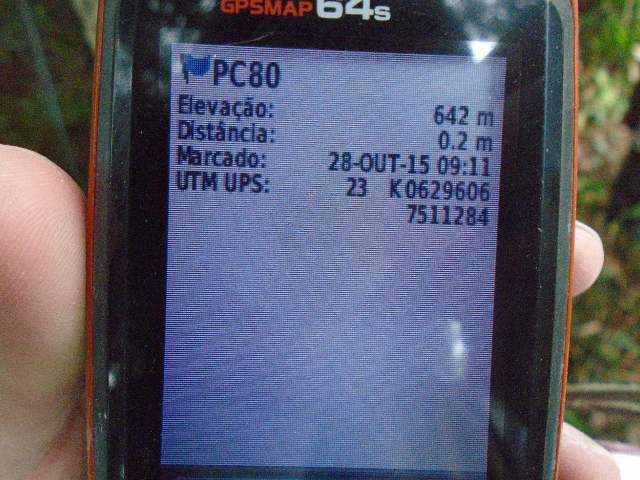 GPSMAP 64s
PC80
Elevação: 642 m
Distância: 0.2 m
Marcado: 28-OUT-15 09:11
UTM UPS: 23 K 0629606
7511284